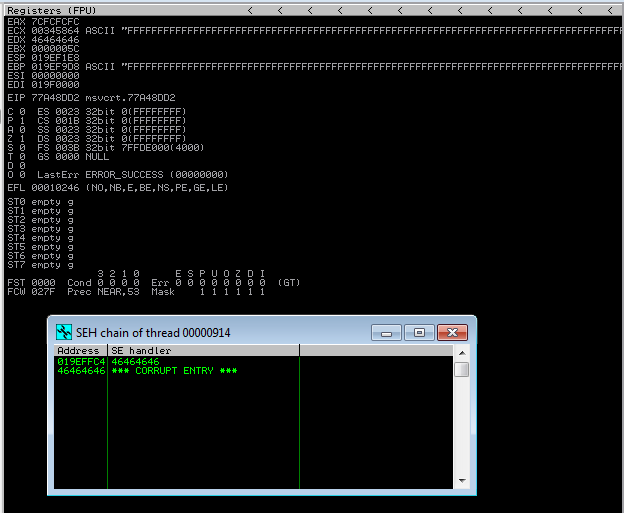 Registers (FPU) < < < < < < < < < < < < <
EAX 7CFCFCFC
ECX 00345864 ASCII "FFFFFFFFFFFFFFFFFFFFFFFFFFFFFFFFFFFFFFFFFFFFFFFFFFFFFFFFFFFFFFFFFFFFF
EDX 46464646
EBX 0000005C
ESP 019EF1E8
EBP 019EF9D8 ASCII "FFFFFFFFFFFFFFFFFFFFFFFFFFFFFFFFFFFFFFFFFFFFFFFFFFFFFFFFFFFFFFFFFFFFF
ESI 00000000
EDI 019F0000
EIP 77A48DD2 msvcrt.77A48DD2
C 0 ES 0023 32bit 0(FFFFFFFF)
P 1 CS 001B 32bit 0(FFFFFFFF)
A 0 SS 0023 32bit 0(FFFFFFFF)
Z 1 DS 0023 32bit 0(FFFFFFFF)
S 0 FS 003B 32bit 7FFDE000(4000)
T 0 GS 0000 NULL
D 0
O 0 LastErr ERROR_SUCCESS (00000000)
EFL 00010246 (NO,NB,E,BE,NS,PE,GE,LE)
ST0 empty g
ST1 empty g
ST2 empty g
ST3 empty g
ST4 empty g
ST5 empty g
ST6 empty g
ST7 empty g
3 2 1 0 E S P U O Z D I
FST 0000 Cond 0 0 0 0 Err 0 0 0 0 0 0 0 0 (GT)
FCW 027F Prec NEAR,53 Mask 1 1 1 1 1 1
SEH chain of thread 00000914
Address SE handler
019EFFC4 46464646
46464646 *** CORRUPT ENTRY ***